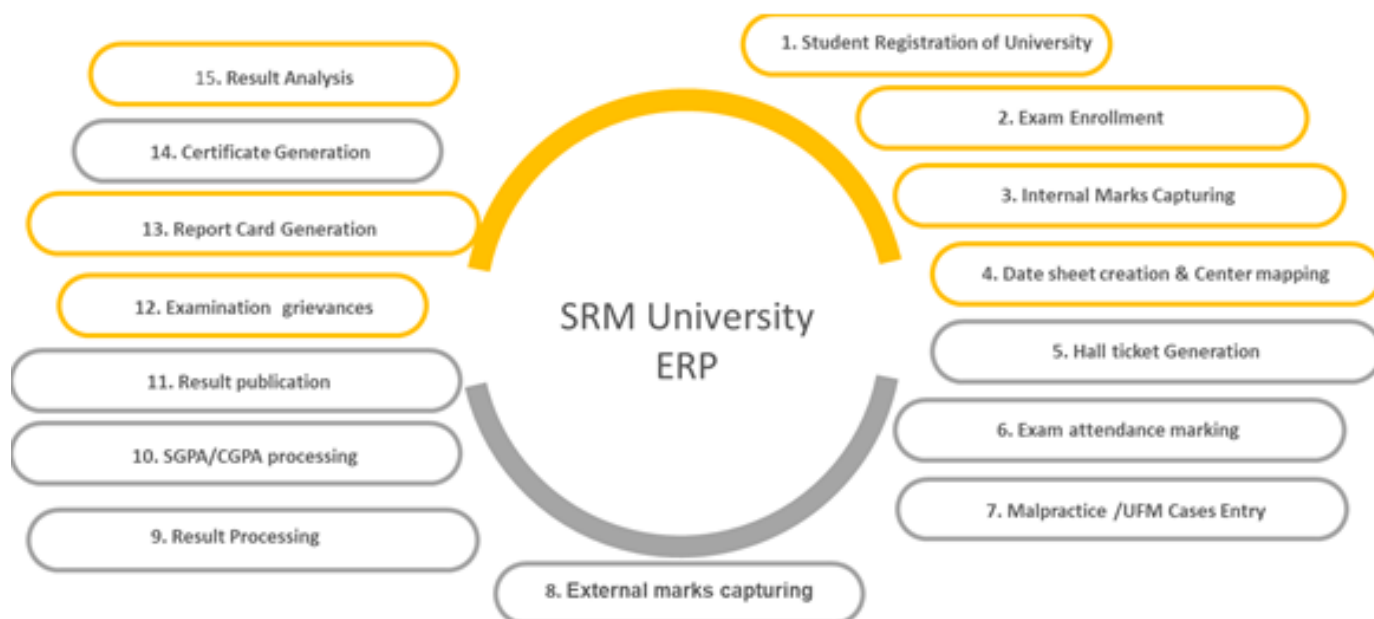 1. Student Registration of University
2. Exam Enrollment
3. Internal Marks Capturing
4. Date sheet creation & Center mapping
5. Hall ticket Generation
6. Exam attendance marking
7. Malpractice /UFM Cases Entry
8. External marks capturing
9. Result Processing
10. SGPA/CGPA processing
11. Result publication
12. Examination grievances
13. Report Card Generation
14. Certificate Generation
15. Result Analysis
SRM University
ERP